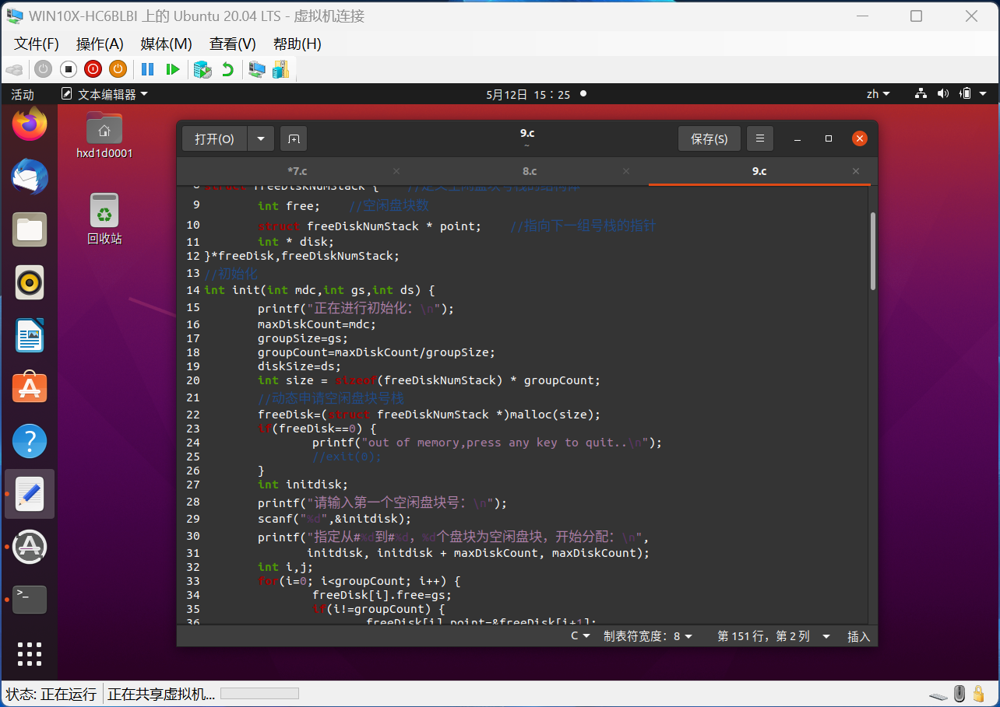 WIN10X-HC6BLBI 上的 Ubuntu 20.04 LTS - 虚拟机连接
文件(F) 操作(A) 媒体(M) 查看(V) 帮助(H)
活动 文本编辑器 5月12日 15：25 zh
hxd1d0001
回收站
打开(O) 9.c ~ 保存(S)
*7.c 8.c 9.c
8 struct freeDiskNumStack { //定义空闲盘块号栈的结构体
9 int free; //空闲盘块数
10 struct freeDiskNumStack * point; //指向下一组号栈的指针
11 int * disk;
12 }*freeDisk,freeDiskNumStack;
13 //初始化
14 int init(int mdc,int gs,int ds) {
15 printf("正在进行初始化：\n");
16 maxDiskCount=mdc;
17 groupSize=gs;
18 groupCount=maxDiskCount/groupSize;
19 diskSize=ds;
20 int size = sizeof(freeDiskNumStack) * groupCount;
21 //动态申请空闲盘块号栈
22 freeDisk=(struct freeDiskNumStack *)malloc(size);
23 if(freeDisk==0) {
24 printf("out of memory,press any key to quit..\n");
25 //exit(0);
26 }
27 int initdisk;
28 printf("请输入第一个空闲盘块号：\n");
29 scanf("%d",&initdisk);
30 printf("指定从#%d到#%d，%d个盘块为空闲盘块，开始分配：\n",
31 initdisk, initdisk + maxDiskCount, maxDiskCount);
32 int i,j;
33 for(i=0; i<groupCount; i++) {
34 freeDisk[i].free=gs;
35 if(i!=groupCount) {
36 freeDisk[i].point=&freeDisk[i+1];
C 制表符宽度：8 第 151 行，第 2 列 插入
状态: 正在运行 正在共享虚拟机...